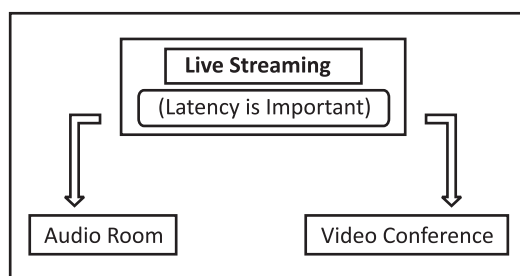 Live Streaming
(Latency is Important)
Audio Room
Video Conference